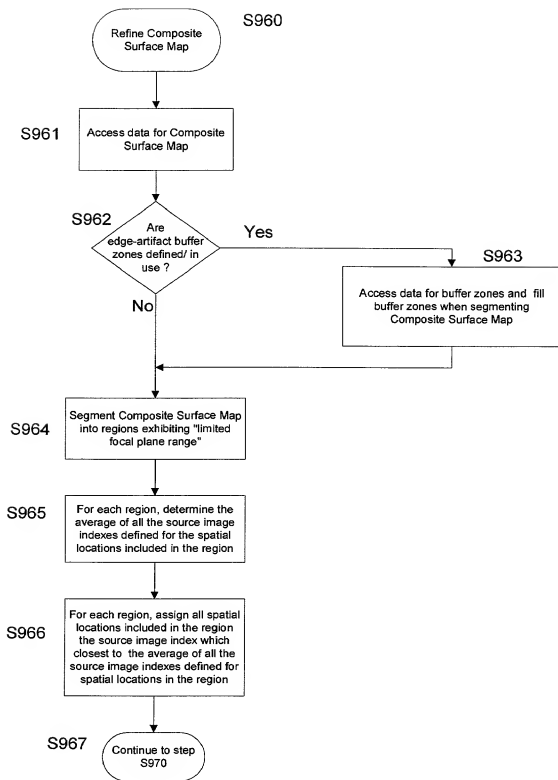 S960
Refine Composite
Surface Map
S961
Access data for Composite
Surface Map
S962
Are
edge-artifact buffer
zones defined/ in
use ?
Yes
No
S963
Access data for buffer zones and fill
buffer zones when segmenting
Composite Surface Map
S964
Segment Composite Surface Map
into regions exhibiting "limited
focal plane range"
S965
For each region, determine the
average of all the source image
indexes defined for the spatial
locations included in the region
S966
For each region, assign all spatial
locations included in the region
the source image index which
closest to the average of all the
source image indexes defined for
spatial locations in the region
S967
Continue to step
S970